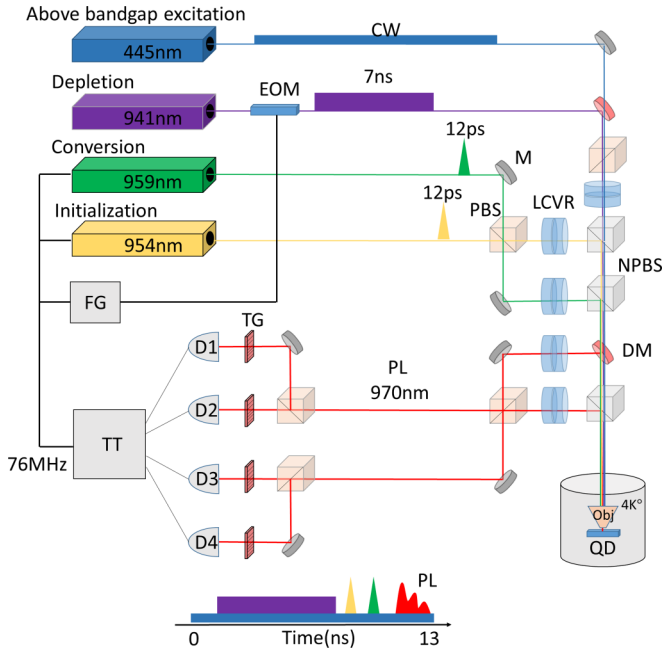 Above bandgap excitation
445nm
CW
Depletion
941nm
EOM
7ns
Conversion
959nm
12ps
M
Initialization
954nm
12ps
PBS
LCVR
NPBS
FG
TG
D1
D2
D3
D4
PL
970nm
DM
TT
76MHz
Obj
4K°
QD
PL
0
Time(ns)
13